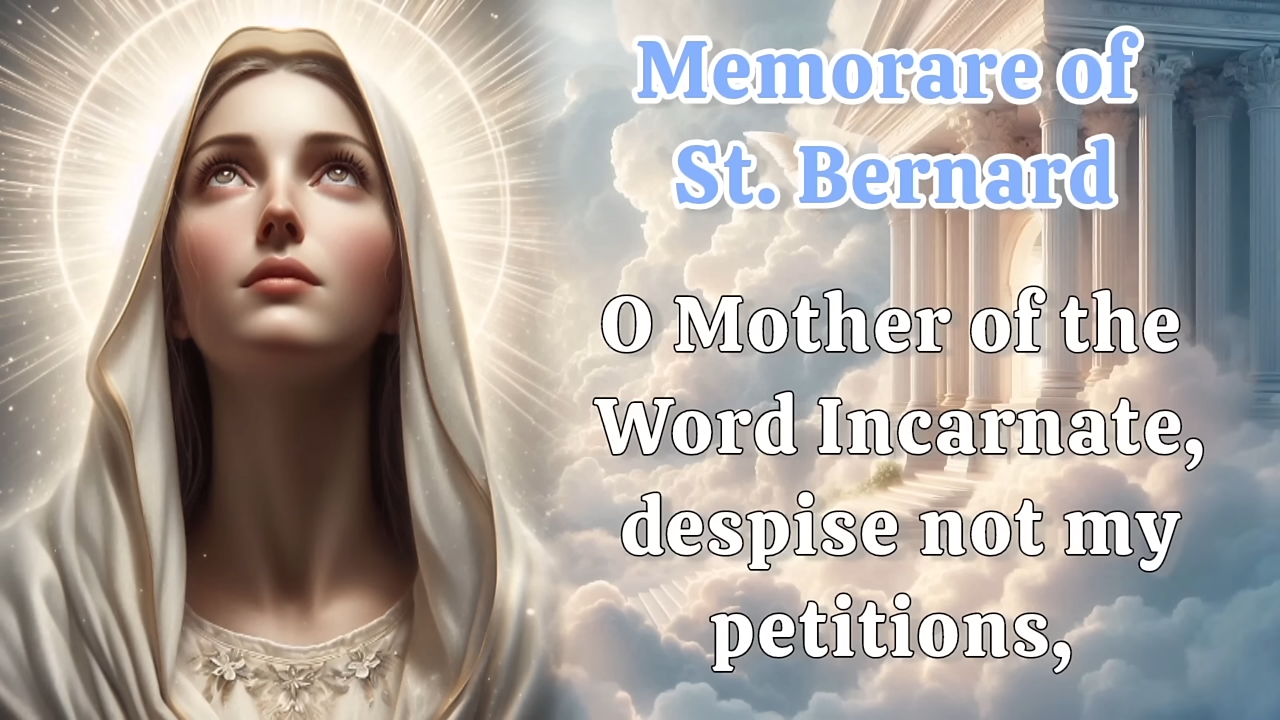 Memorare of
St. Bernard
O Mother of the
Word Incarnate,
despise not my
petitions,